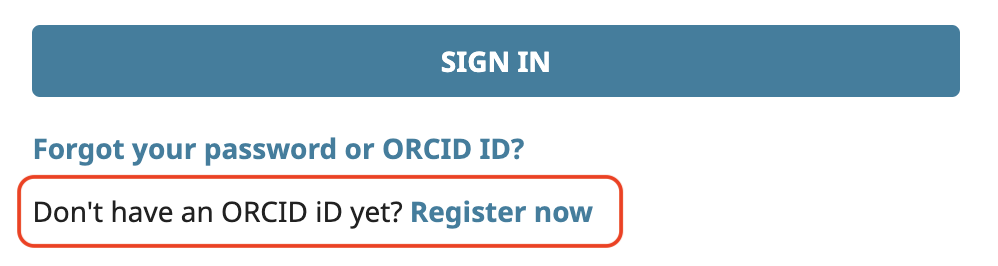 SIGN IN
Forgot your password or ORCID ID?
Don't have an ORCID iD yet? Register now